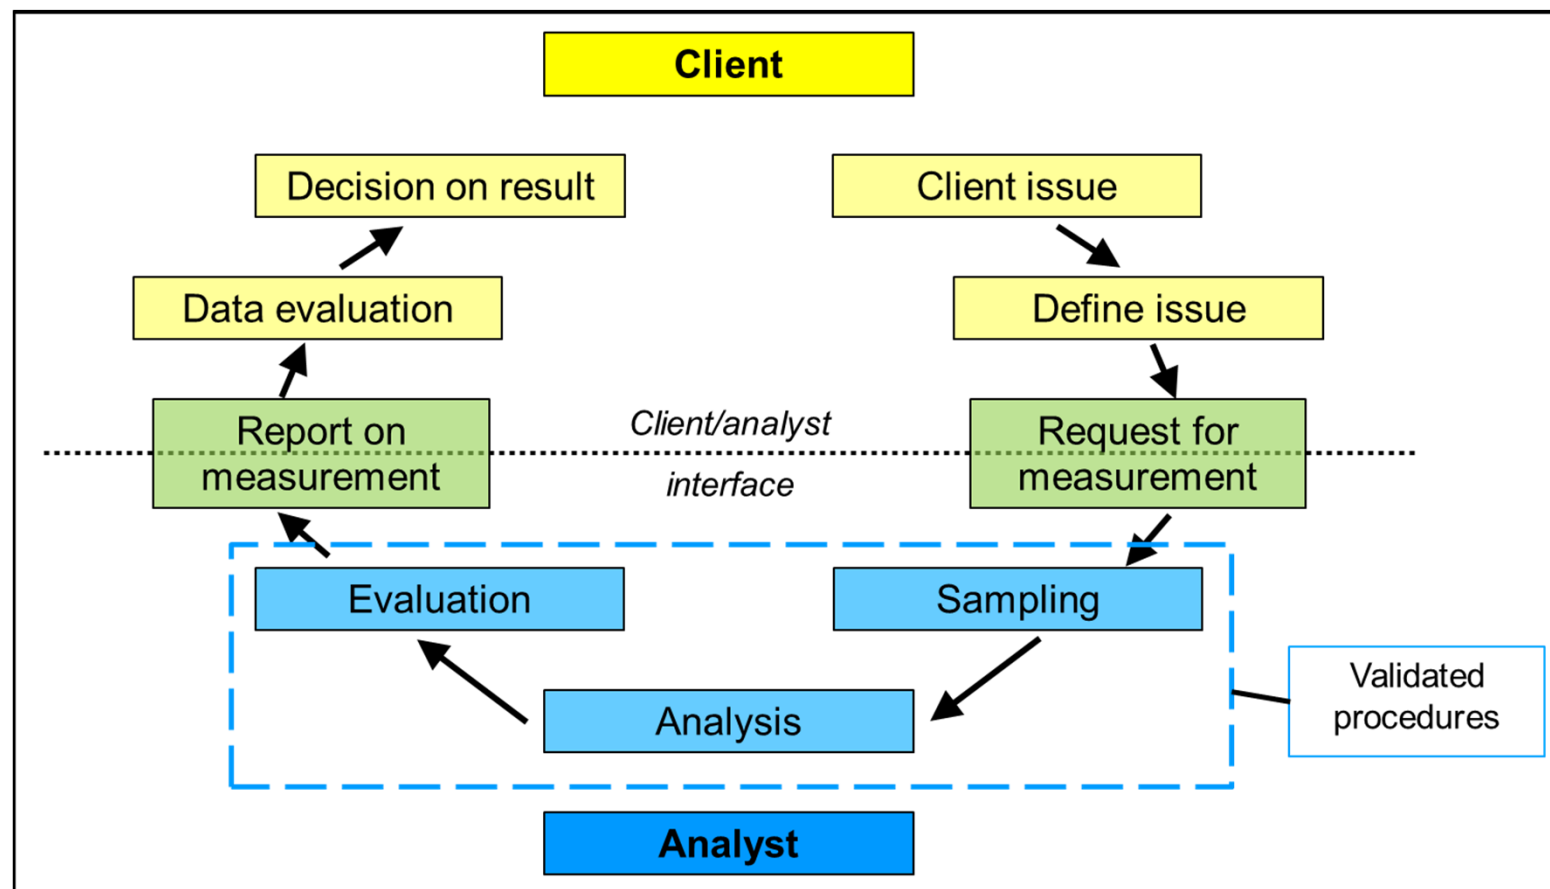 Client
Decision on result
Client issue
Data evaluation
Define issue
Report on
measurement
Client/analyst
interface
Request for
measurement
Evaluation
Sampling
Analysis
Validated
procedures
Analyst